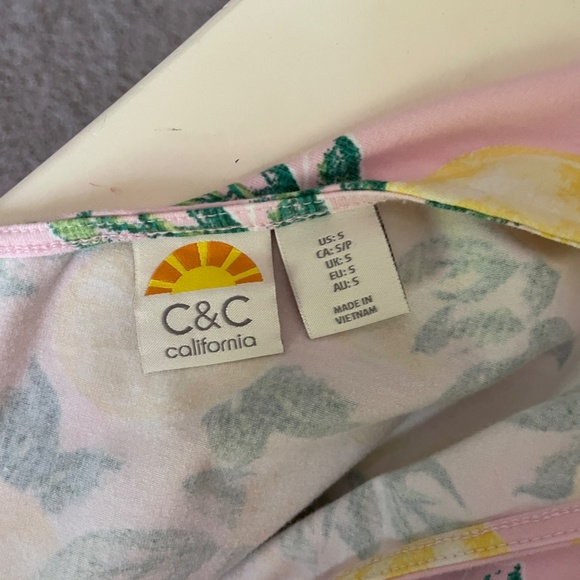 C&C
california
US: S
CA: S/P
UK: S
EU: S
AU: S
MADE IN
VIETNAM